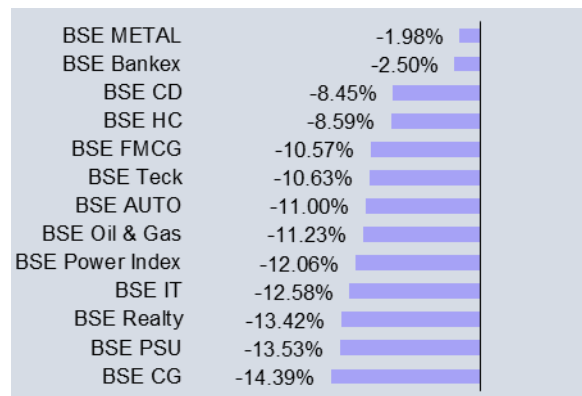 BSE METAL -1.98%
BSE Bankex -2.50%
BSE CD -8.45%
BSE HC -8.59%
BSE FMCG -10.57%
BSE Teck -10.63%
BSE AUTO -11.00%
BSE Oil & Gas -11.23%
BSE Power Index -12.06%
BSE IT -12.58%
BSE Realty -13.42%
BSE PSU -13.53%
BSE CG -14.39%